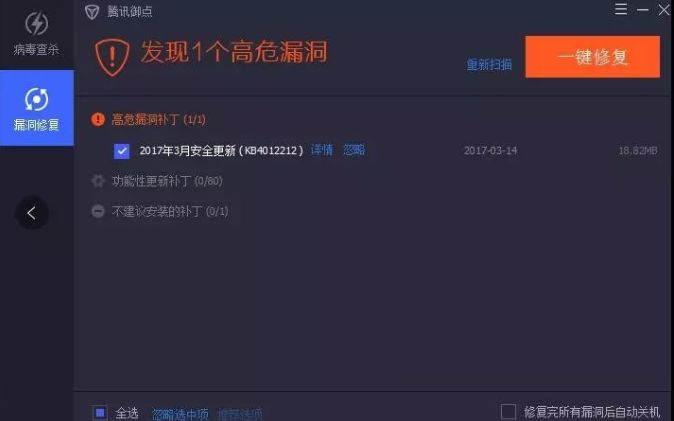 腾讯御点
病毒查杀
发现1个高危漏洞
重新扫描
一键修复
漏洞修复
高危漏洞补丁 (1/1)
2017年3月安全更新 ( KB4012212 ) 详情 忽略 2017-03-14 18.82MB
功能性更新补丁 (0/60)
不建议安装的补丁 (0/1)
全选 忽略选中项 推荐选项 修复完所有漏洞后自动关机